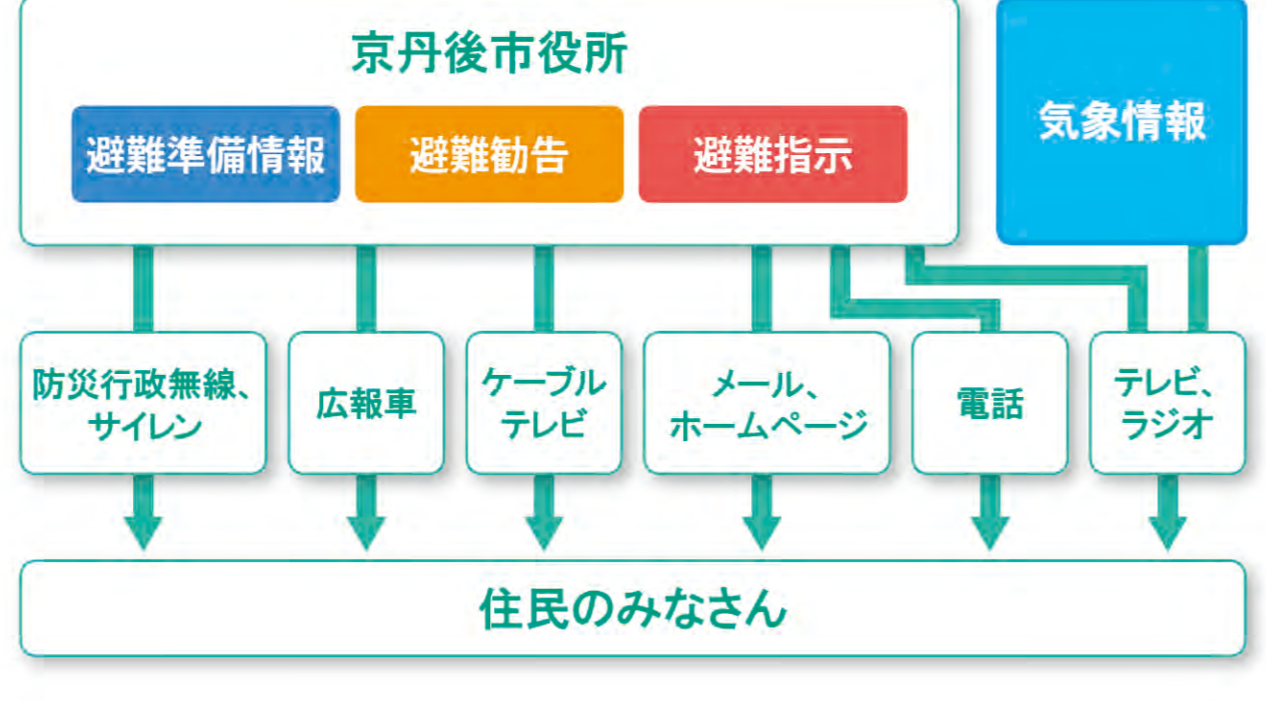 京丹後市役所
避難準備情報
避難勧告
避難指示
気象情報
防災行政無線、
サイレン
広報車
ケーブル
テレビ
メール、
ホームページ
電話
テレビ、
ラジオ
住民のみなさん